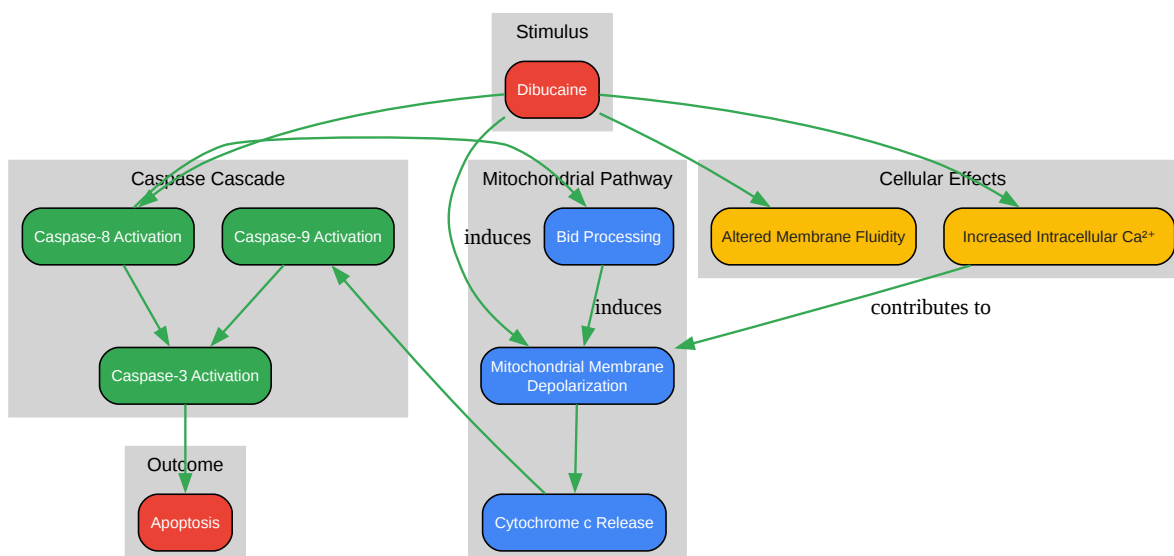 Stimulus
Dibucaine
Caspase Cascade
Mitochondrial Pathway
Cellular Effects
Caspase-8 Activation
Caspase-9 Activation
induces
Bid Processing
Altered Membrane Fluidity
Increased Intracellular Ca²⁺
induces
contributes to
Caspase-3 Activation
Mitochondrial Membrane
Depolarization
Outcome
Apoptosis
Cytochrome c Release